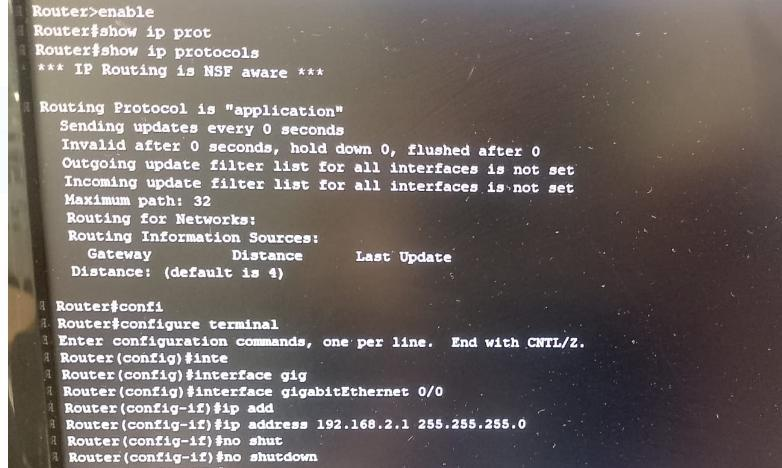 Router>enable
Router#show ip prot
Router#show ip protocols
*** IP Routing is NSF aware ***
Routing Protocol is "application"
Sending updates every 0 seconds
Invalid after 0 seconds, hold down 0, flushed after 0
Outgoing update filter list for all interfaces is not set
Incoming update filter list for all interfaces is not set
Maximum path: 32
Routing for Networks:
Routing Information Sources:
Gateway Distance Last Update
Distance: (default is 4)
Router#confi
Router#configure terminal
Enter configuration commands, one per line. End with CNTL/Z.
Router(config)#inte
Router(config)#interface gig
Router(config)#interface gigabitEthernet 0/0
Router(config-if)#ip add
Router(config-if)#ip address 192.168.2.1 255.255.255.0
Router(config-if)#no shut
Router(config-if)#no shutdown